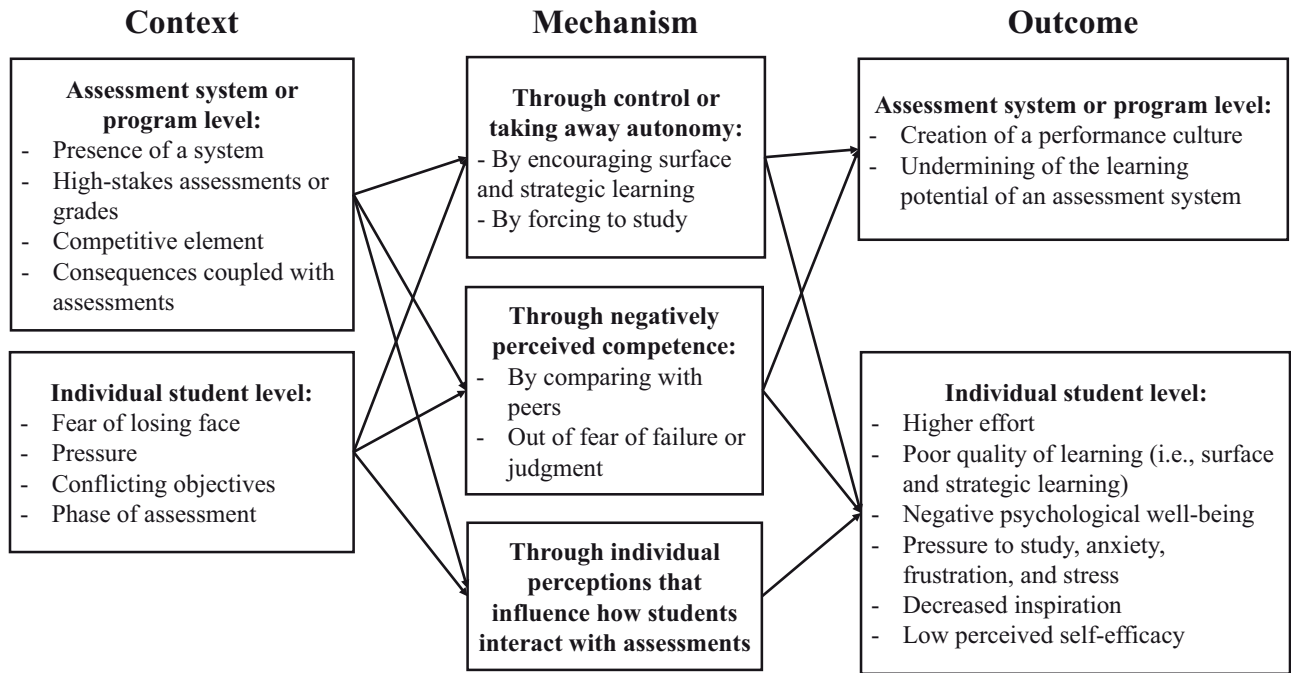 Context
Mechanism
Outcome
Assessment system or
program level:
- Presence of a system
- High-stakes assessments or
grades
- Competitive element
- Consequences coupled with
assessments
Individual student level:
- Fear of losing face
- Pressure
- Conflicting objectives
- Phase of assessment
Through control or
taking away autonomy:
- By encouraging surface
and strategic learning
- By forcing to study
Through negatively
perceived competence:
- By comparing with
peers
- Out of fear of failure or
judgment
Through individual
perceptions that
influence how students
interact with assessments
Assessment system or program level:
- Creation of a performance culture
- Undermining of the learning
potential of an assessment system
Individual student level:
- Higher effort
- Poor quality of learning (i.e., surface
and strategic learning)
- Negative psychological well-being
- Pressure to study, anxiety,
frustration, and stress
- Decreased inspiration
- Low perceived self-efficacy